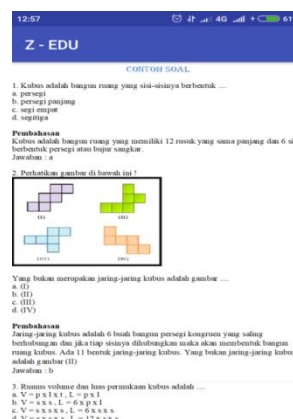 12:57
4G
61
Z - EDU
CONTOH SOAL
1. Kubus adalah bangun ruang yang sisi-sisinya berbentuk ....
a. persegi
b. persegi panjang
c. segi empat
d. segitiga
Pembahasan
Kubus adalah bangun ruang yang memiliki 12 rusuk yang sama panjang dan 6 si
berbentuk persegi atau bujur sangkar.
Jawaban : a
2. Perhatikan gambar di bawah ini !
(I)
(II)
(III)
(IV)
Yang bukan merupakan jaring-jaring kubus adalah gambar ....
a. (I)
b. (II)
c. (III)
d. (IV)
Pembahasan
Jaring-jaring kubus adalah 6 buah bangun persegi kongruen yang saling
berhubungan dan jika tiap sisinya dihubungkan maka akan membentuk bangun
ruang kubus. Ada 11 bentuk jaring-jaring kubus. Yang bukan jaring-jaring kubus
adalah gambar (II)
Jawaban : b
3. Rumus volume dan luas permukaan kubus adalah ....
a. V = p x l x t , L = p x l
b. V = s x s , L = 6 x p x l
c. V = s x s x s , L = 6 x s x s